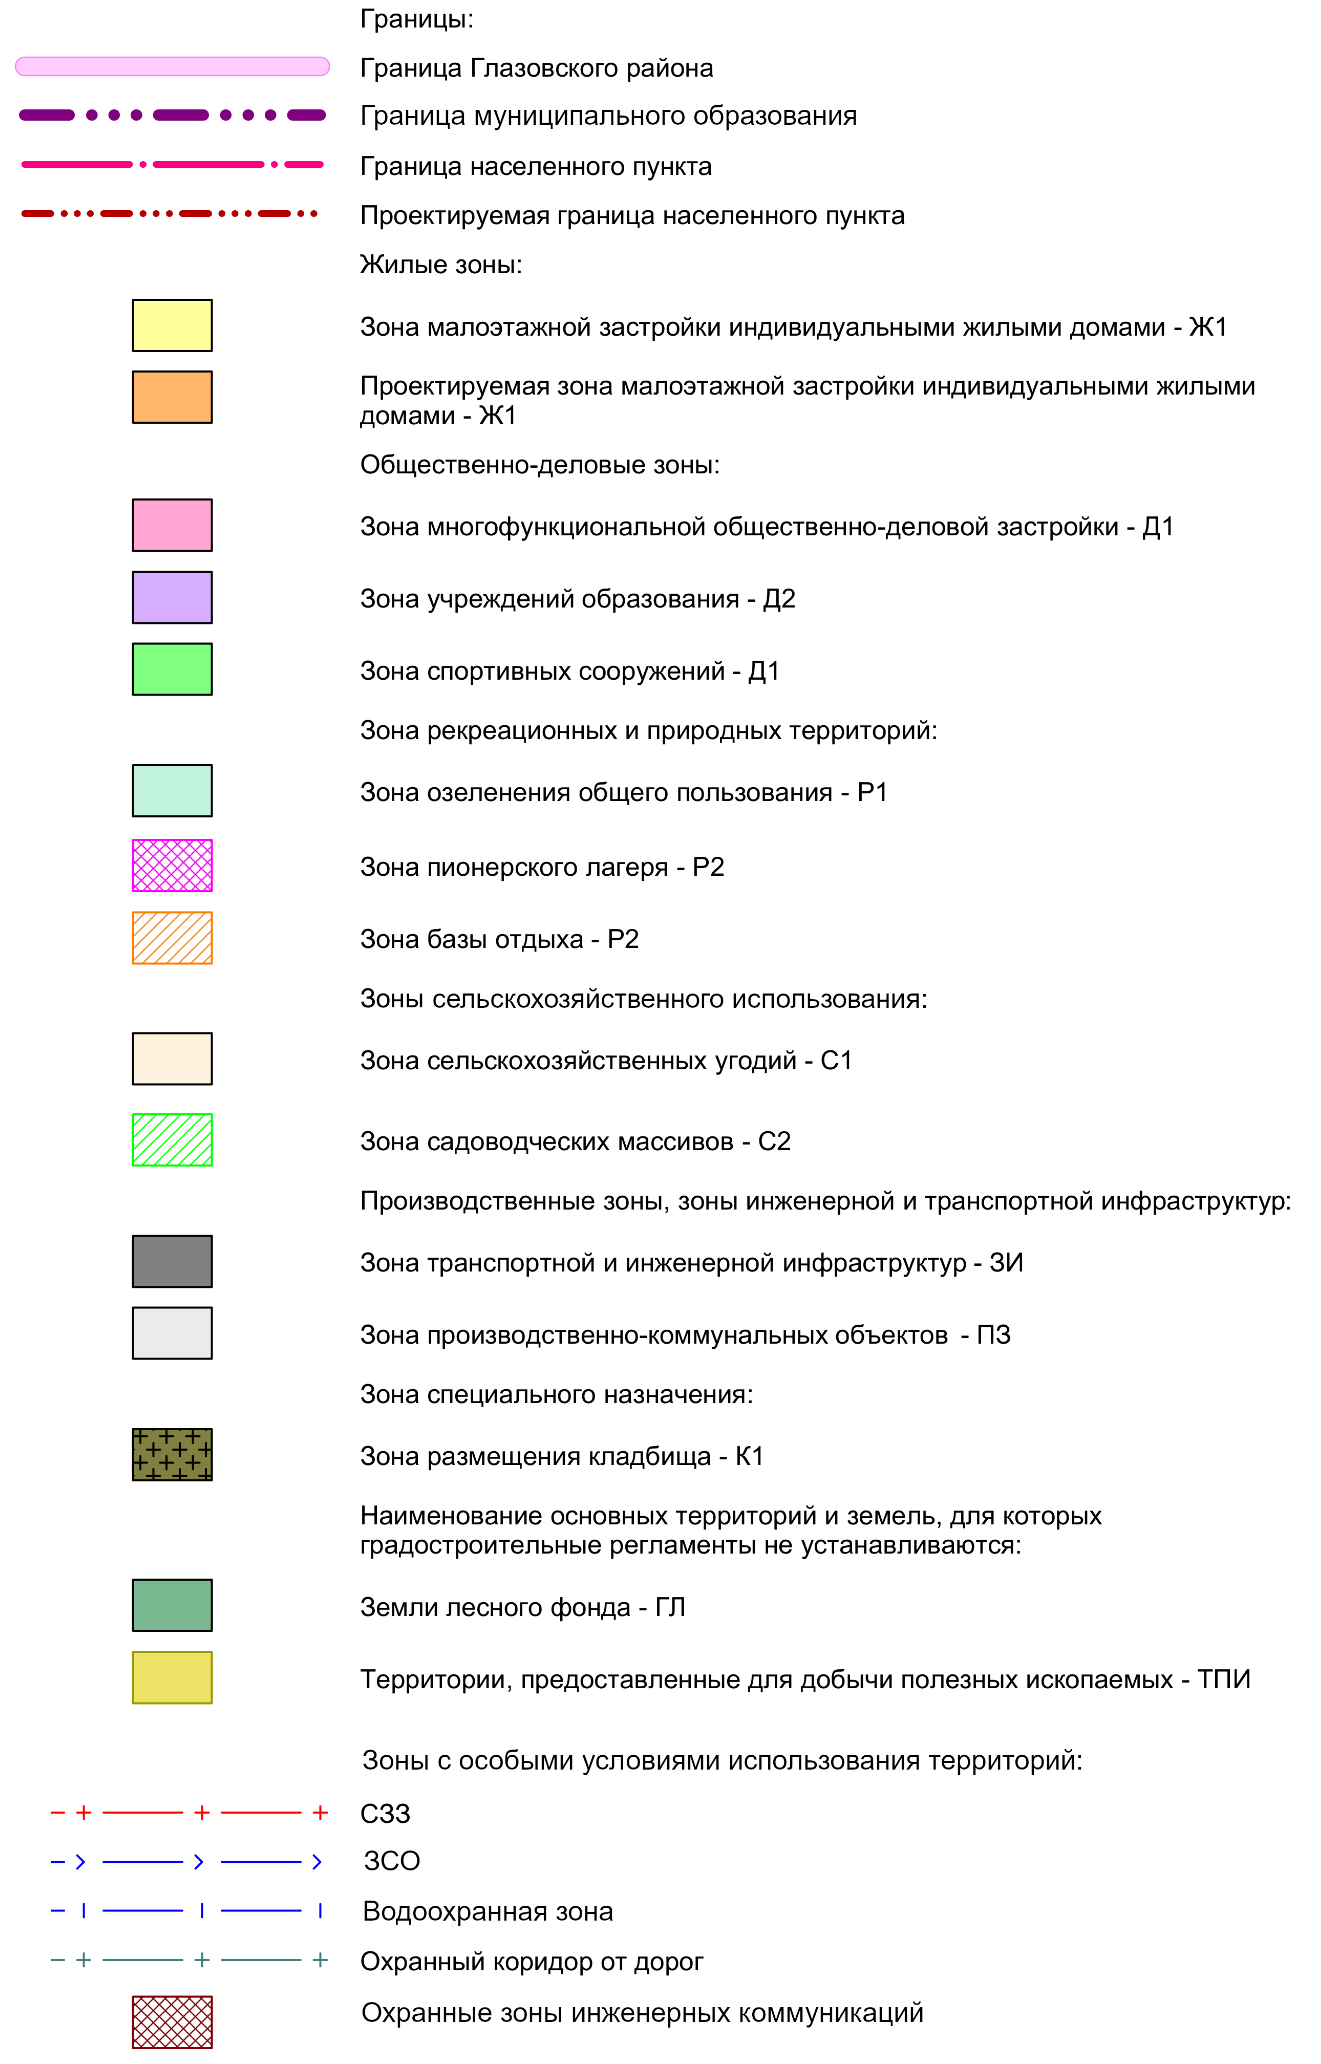 Границы:
Граница Глазовского района
Граница муниципального образования
Граница населенного пункта
Проектируемая граница населенного пункта
Жилые зоны:
Зона малоэтажной застройки индивидуальными жилыми домами - Ж1
Проектируемая зона малоэтажной застройки индивидуальными жилыми
домами - Ж1
Общественно-деловые зоны:
Зона многофункциональной общественно-деловой застройки - Д1
Зона учреждений образования - Д2
Зона спортивных сооружений - Д1
Зона рекреационных и природных территорий:
Зона озеленения общего пользования - Р1
Зона пионерского лагеря - Р2
Зона базы отдыха - Р2
Зоны сельскохозяйственного использования:
Зона сельскохозяйственных угодий - С1
Зона садоводческих массивов - С2
Производственные зоны, зоны инженерной и транспортной инфраструктур:
Зона транспортной и инженерной инфраструктур - ЗИ
Зона производственно-коммунальных объектов - ПЗ
Зона специального назначения:
Зона размещения кладбища - К1
Наименование основных территорий и земель, для которых
градостроительные регламенты не устанавливаются:
Земли лесного фонда - ГЛ
Территории, предоставленные для добычи полезных ископаемых - ТПИ
Зоны с особыми условиями использования территорий:
СЗЗ
ЗСО
Водоохранная зона
Охранный коридор от дорог
Охранные зоны инженерных коммуникаций